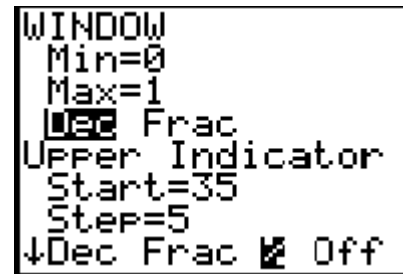 WINDOW
Min=0
Max=1
Dec Frac
Upper Indicator
Start=35
Step=5
↓Dec Frac Off